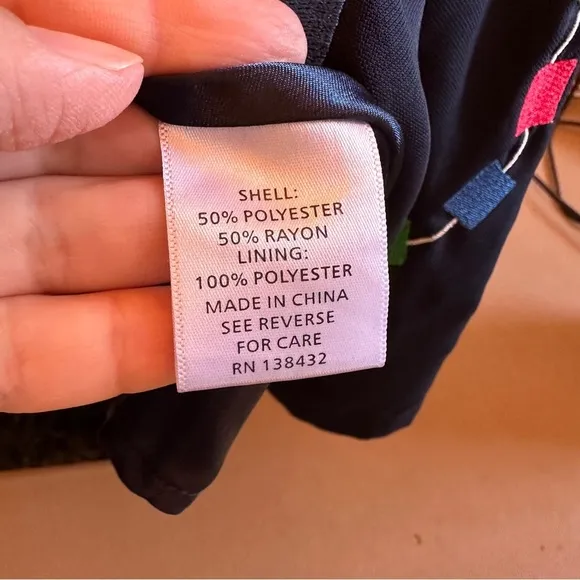 SHELL:
50% POLYESTER
50% RAYON
LINING:
100% POLYESTER
MADE IN CHINA
SEE REVERSE
FOR CARE
RN 138432